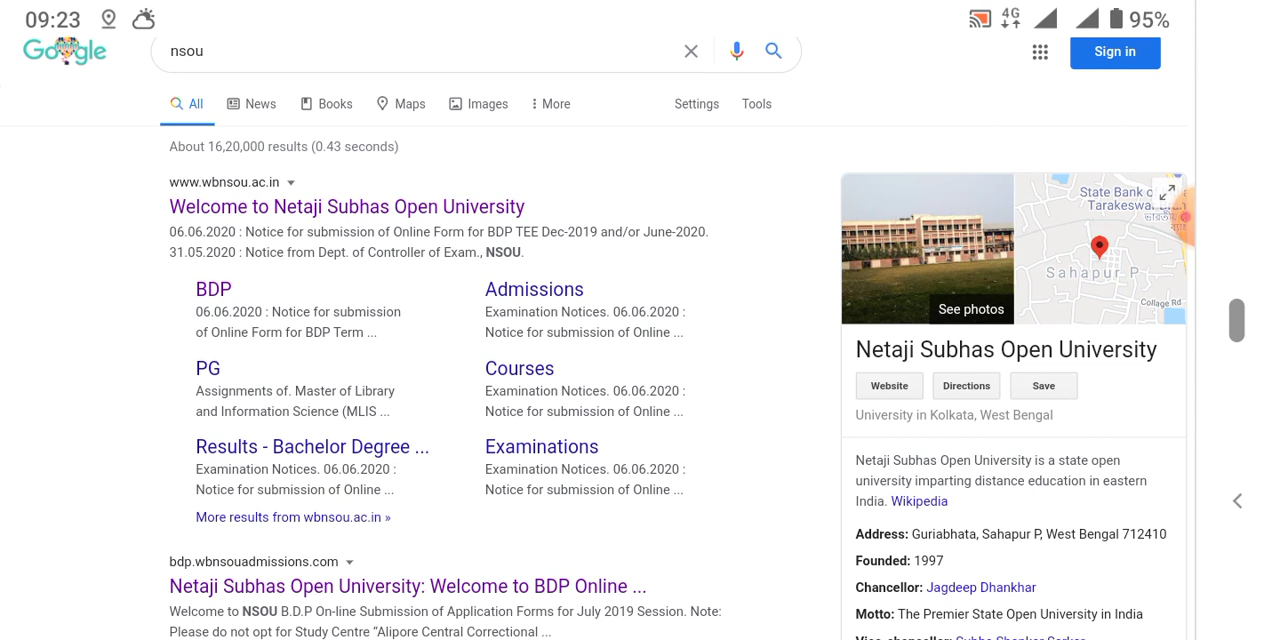 09:23
4G
95%
Google
nsou
Sign in
All
News
Books
Maps
Images
More
Settings
Tools
About 16,20,000 results (0.43 seconds)
www.wbnsou.ac.in
Welcome to Netaji Subhas Open University
06.06.2020 : Notice for submission of Online Form for BDP TEE Dec-2019 and/or June-2020.
31.05.2020 : Notice from Dept. of Controller of Exam., NSOU.
BDP
06.06.2020 : Notice for submission
of Online Form for BDP Term ...
Admissions
Examination Notices. 06.06.2020 :
Notice for submission of Online ...
PG
Assignments of. Master of Library
and Information Science (MLIS ...
Courses
Examination Notices. 06.06.2020 :
Notice for submission of Online ...
Results - Bachelor Degree ...
Examination Notices. 06.06.2020 :
Notice for submission of Online ...
Examinations
Examination Notices. 06.06.2020 :
Notice for submission of Online ...
More results from wbnsou.ac.in »
bdp.wbnsouadmissions.com
Netaji Subhas Open University: Welcome to BDP Online ...
Welcome to NSOU B.D.P On-line Submission of Application Forms for July 2019 Session. Note:
Please do not opt for Study Centre “Alipore Central Correctional ...
See photos
State Bank
Tarakeswar
Sahapur P
Collage Rd
Netaji Subhas Open University
Website
Directions
Save
University in Kolkata, West Bengal
Netaji Subhas Open University is a state open
university imparting distance education in eastern
India. Wikipedia
Address: Guriabhata, Sahapur P, West Bengal 712410
Founded: 1997
Chancellor: Jagdeep Dhankhar
Motto: The Premier State Open University in India